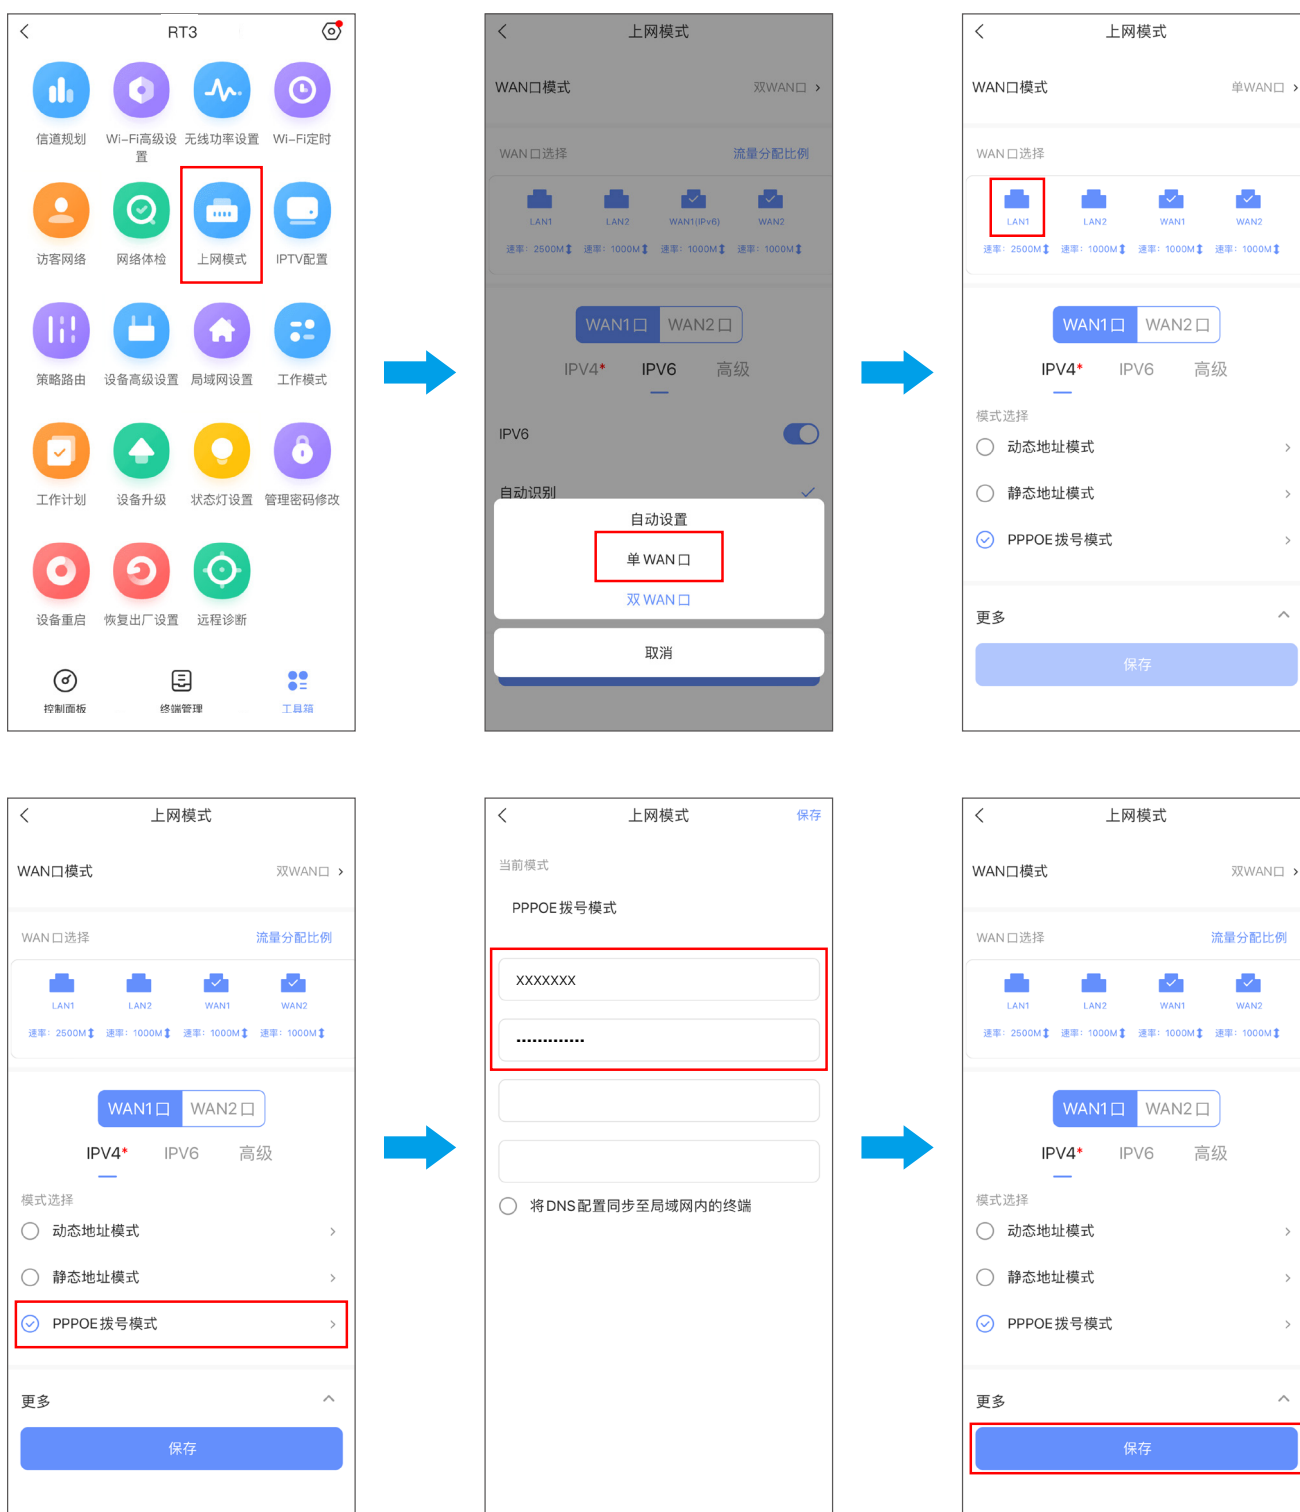 RT3
信道规划
Wi-Fi高级设
置
无线功率设置
Wi-Fi定时
访客网络
网络体检
上网模式
IPTV配置
策略路由
设备高级设置
局域网设置
工作模式
工作计划
设备升级
状态灯设置
管理密码修改
设备重启
恢复出厂设置
远程诊断
控制面板
终端管理
工具箱
上网模式
WAN口模式 双WAN口
WAN口选择 流量分配比例
LAN1 LAN2 WAN1(IPv6) WAN2
速率: 2500M 速率: 1000M 速率: 1000M 速率: 1000M
WAN1口 WAN2口
IPV4* IPV6 高级
IPV6
自动识别
自动设置
单WAN口
双WAN口
取消
上网模式
WAN口模式 单WAN口
WAN口选择
LAN1 LAN2 WAN1 WAN2
速率: 2500M 速率: 1000M 速率: 1000M 速率: 1000M
WAN1口 WAN2口
IPV4* IPV6 高级
模式选择
动态地址模式
静态地址模式
PPPOE拨号模式
更多
保存
上网模式
WAN口模式 双WAN口
WAN口选择 流量分配比例
LAN1 LAN2 WAN1 WAN2
速率: 2500M 速率: 1000M 速率: 1000M 速率: 1000M
WAN1口 WAN2口
IPV4* IPV6 高级
模式选择
动态地址模式
静态地址模式
PPPOE拨号模式
更多
保存
上网模式 保存
当前模式
PPPOE拨号模式
XXXXXXX
•••••••••••••
将DNS配置同步至局域网内的终端
上网模式
WAN口模式 双WAN口
WAN口选择 流量分配比例
LAN1 LAN2 WAN1 WAN2
速率: 2500M 速率: 1000M 速率: 1000M 速率: 1000M
WAN1口 WAN2口
IPV4* IPV6 高级
模式选择
动态地址模式
静态地址模式
PPPOE拨号模式
更多
保存